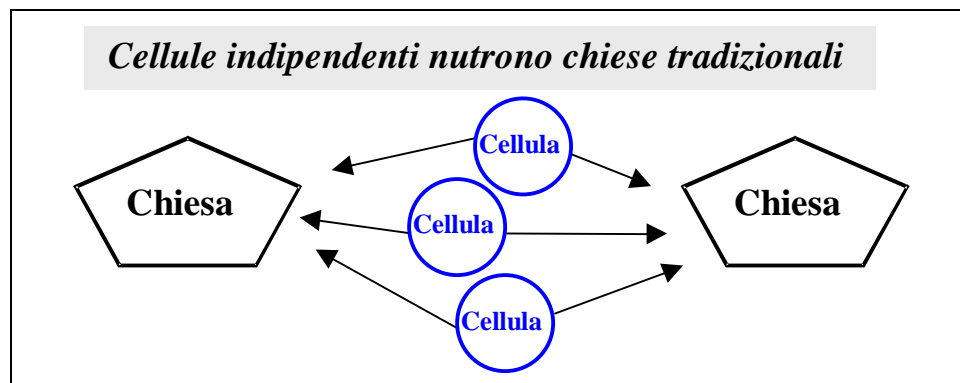 Cellule indipendenti nutrono chiese tradizionali
Cellula
Chiesa
Cellula
Chiesa
Cellula